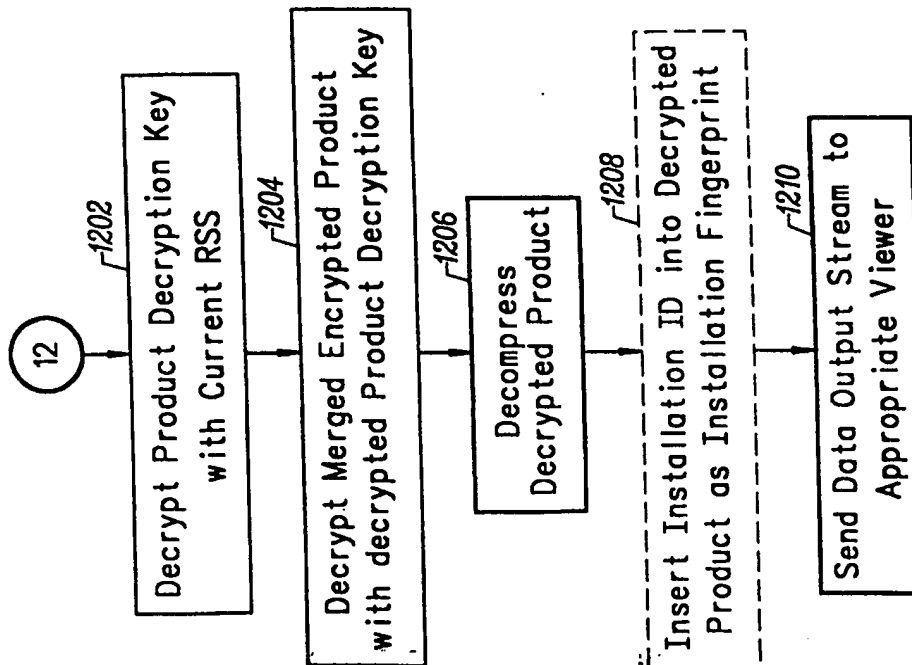 12
1202
Decrypt Product Decryption Key
with Current RSS
1204
Decrypt Merged Encrypted Product
with decrypted Product Decryption Key
1206
Decompress
Decrypted Product
1208
Insert Installation ID into Decrypted
Product as Installation Fingerprint
1210
Send Data Output Stream to
Appropriate Viewer